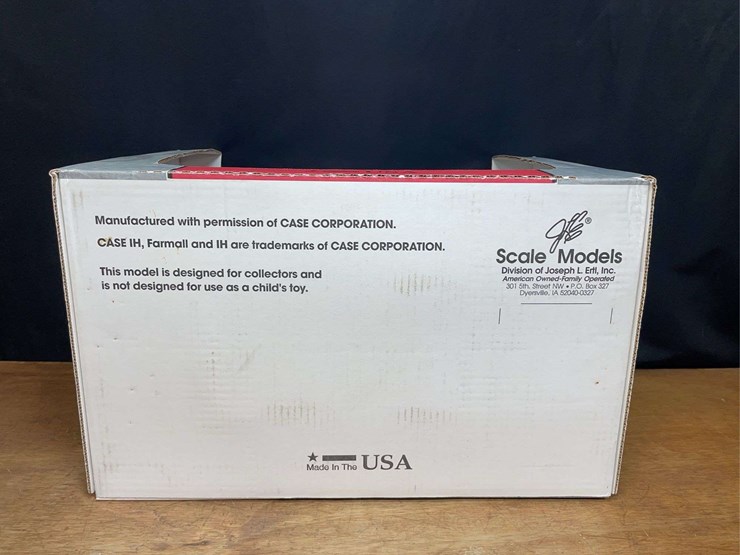 Manufactured with permission of CASE CORPORATION.
CASE IH, Farmall and IH are trademarks of CASE CORPORATION.
This model is designed for collectors and
is not designed for use as a child's toy.
JLE®
Scale Models
Division of Joseph L. Ertl, Inc.
American Owned-Family Operated
301 5th. Street NW • P.O. Box 327
Dyersville, IA 52040-0327
Made In The USA